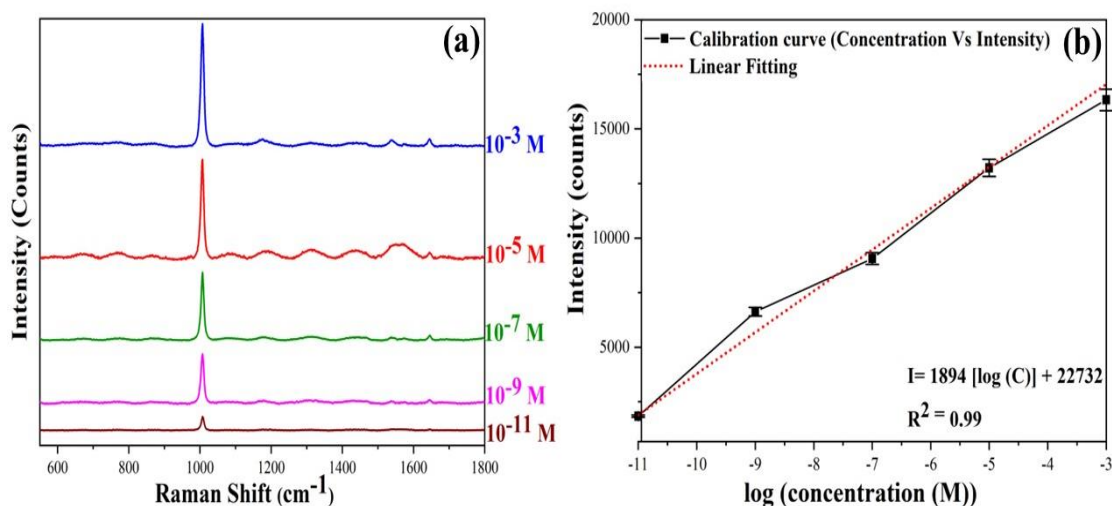 (a)
10⁻³ M
10⁻⁵ M
10⁻⁷ M
10⁻⁹ M
10⁻¹¹ M
Intensity (Counts)
600 800 1000 1200 1400 1600 1800
Raman Shift (cm⁻¹)
(b)
Calibration curve (Concentration Vs Intensity)
Linear Fitting
20000
15000
10000
5000
Intensity (counts)
I= 1894 [log (C)] + 22732
R² = 0.99
-11 -10 -9 -8 -7 -6 -5 -4 -3
log (concentration (M))